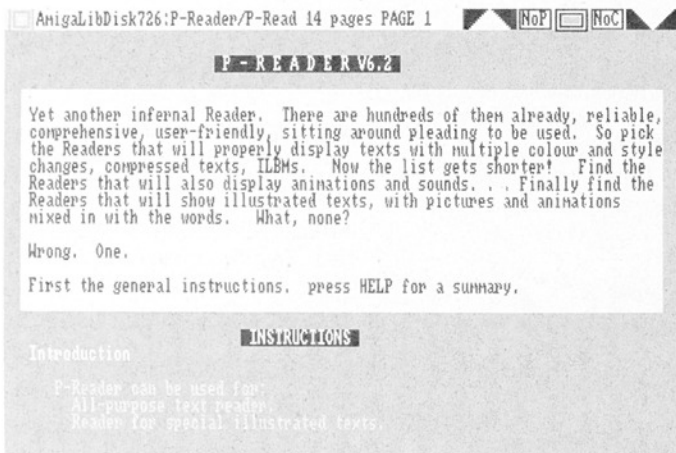 AmigaLibDisk726:P-Reader/P-Read 14 pages PAGE 1 NoP NoC
P - R E A D E R V6.2
Yet another infernal Reader. There are hundreds of them already, reliable,
comprehensive, user-friendly, sitting around pleading to be used. So pick
the Readers that will properly display texts with multiple colour and style
changes, compressed texts, ILBMs. Now the list gets shorter! Find the
Readers that will also display animations and sounds. . . Finally find the
Readers that will show illustrated texts, with pictures and animations
mixed in with the words. What, none?
Wrong. One.
First the general instructions. press HELP for a summary.
INSTRUCTIONS
Introduction
P-Reader can be used for:
All-purpose text reader.
Reader for special illustrated texts.